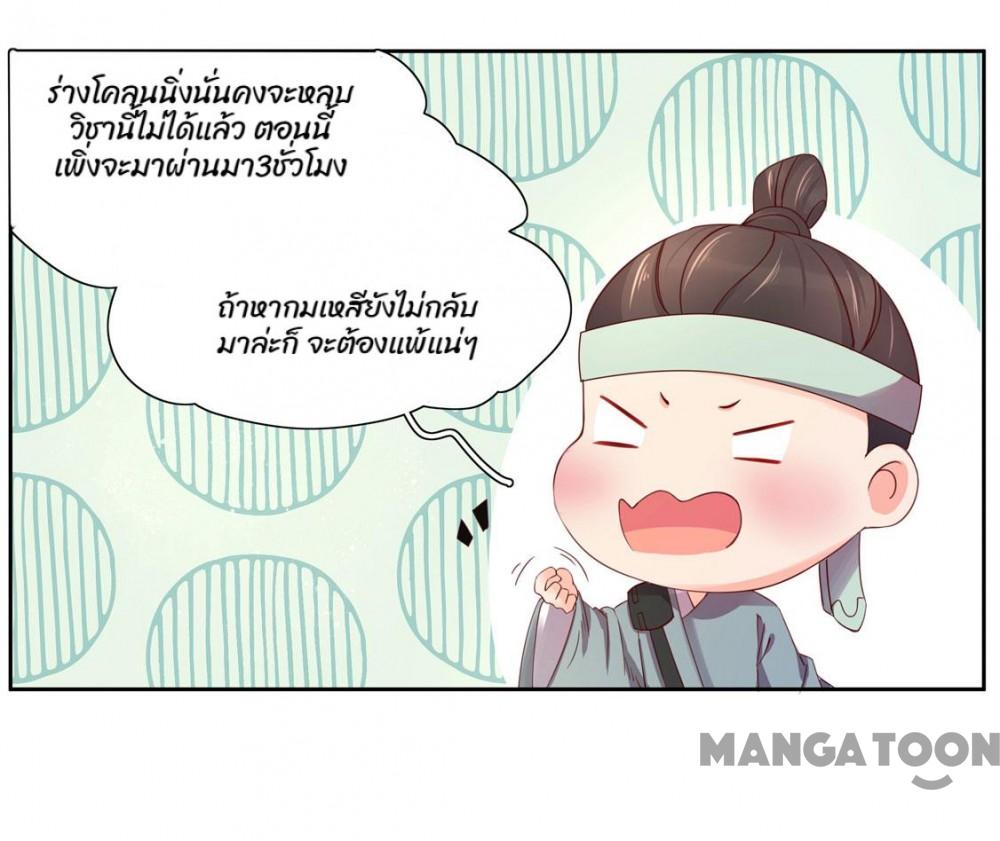 ร่างโคลนนิ่งนั่นคงจะหลบ
วิชานี้ไม่ได้แล้ว ตอนนี้
เพิ่งจะมาผ่านมา3ชั่วโมง
ถ้าหากมเหสียังไม่กลับ
มาล่ะก็ จะต้องแพ้แน่ๆ
MANGATOON